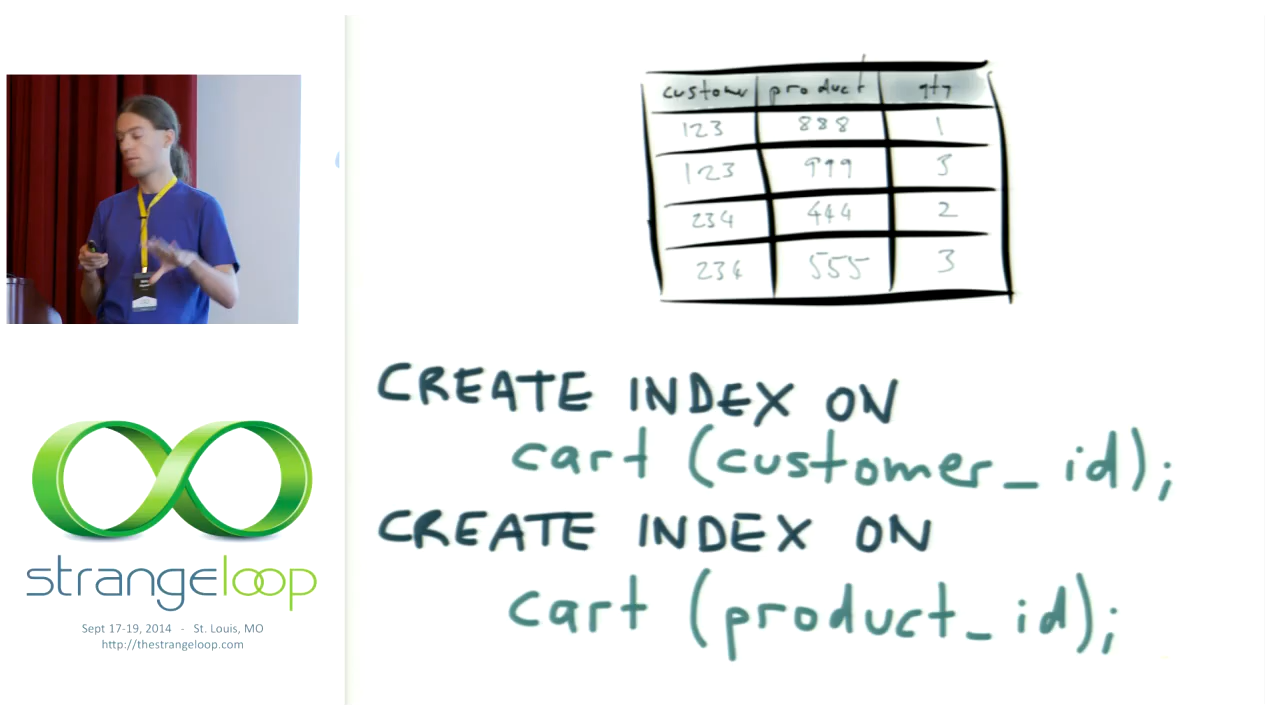 customer product qty
123 888 1
123 999 3
234 444 2
234 555 3
CREATE INDEX ON
cart (customer_id);
CREATE INDEX ON
cart (product_id);
strangeloop
Sept 17-19, 2014 - St. Louis, MO
http://thestrangeloop.com